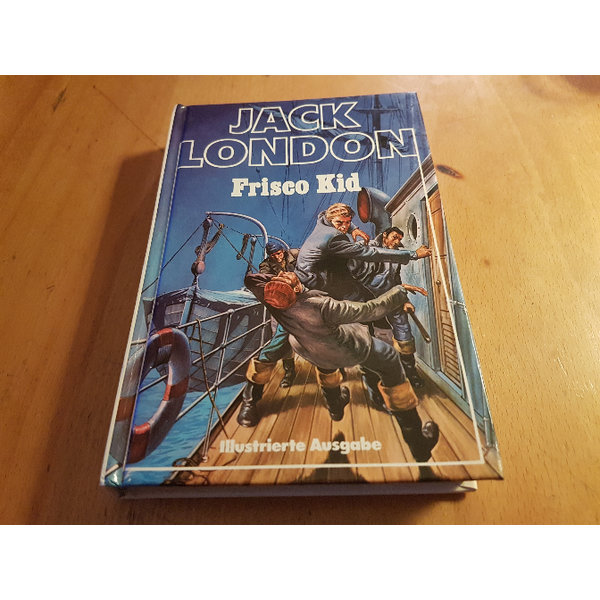 JACK
LONDON
Frisco Kid
Illustrierte Ausgabe